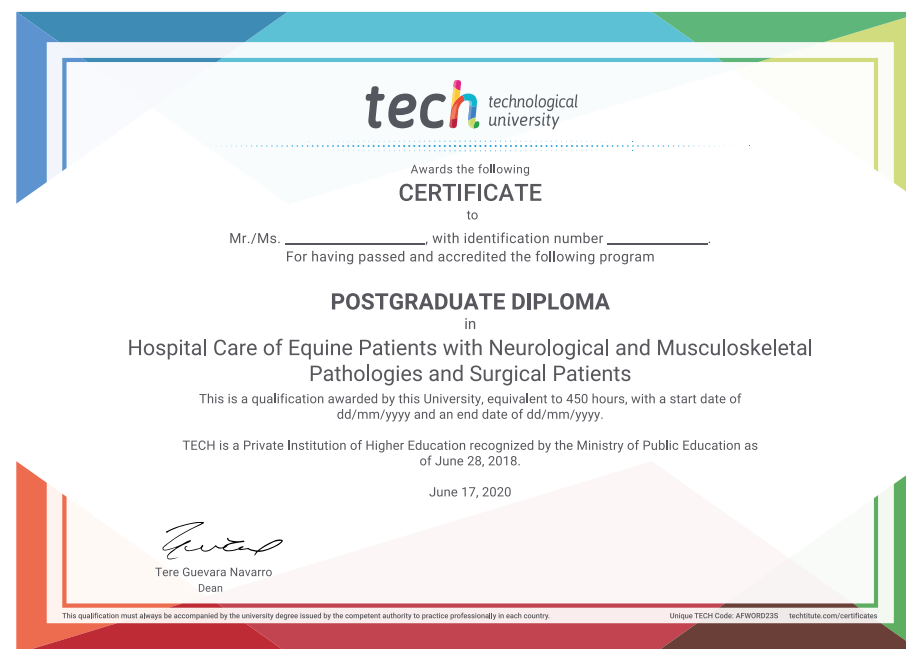 tech technological
university
Awards the following
CERTIFICATE
to
Mr./Ms. ____________________, with identification number ______________.
For having passed and accredited the following program
POSTGRADUATE DIPLOMA
in
Hospital Care of Equine Patients with Neurological and Musculoskeletal
Pathologies and Surgical Patients
This is a qualification awarded by this University, equivalent to 450 hours, with a start date of
dd/mm/yyyy and an end date of dd/mm/yyyy.
TECH is a Private Institution of Higher Education recognized by the Ministry of Public Education as
of June 28, 2018.
June 17, 2020
Tere Guevara Navarro
Dean
This qualification must always be accompanied by the university degree issued by the competent authority to practice professionally in each country.
Unique TECH Code: AFWORD23S techtitute.com/certificates